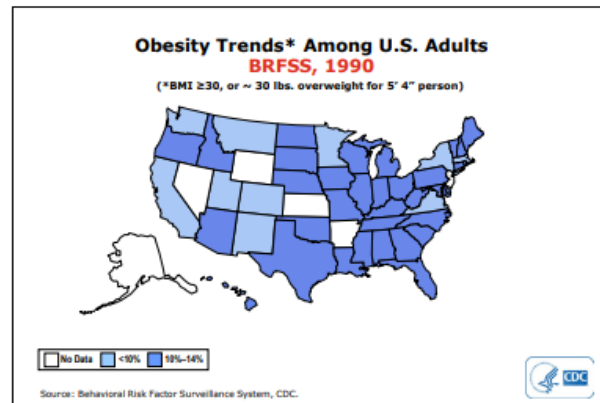 Obesity Trends* Among U.S. Adults
BRFSS, 1990
(*BMI ≥30, or ~ 30 lbs. overweight for 5’ 4” person)
No Data <10% 10%–14%
CDC
Source: Behavioral Risk Factor Surveillance System, CDC.